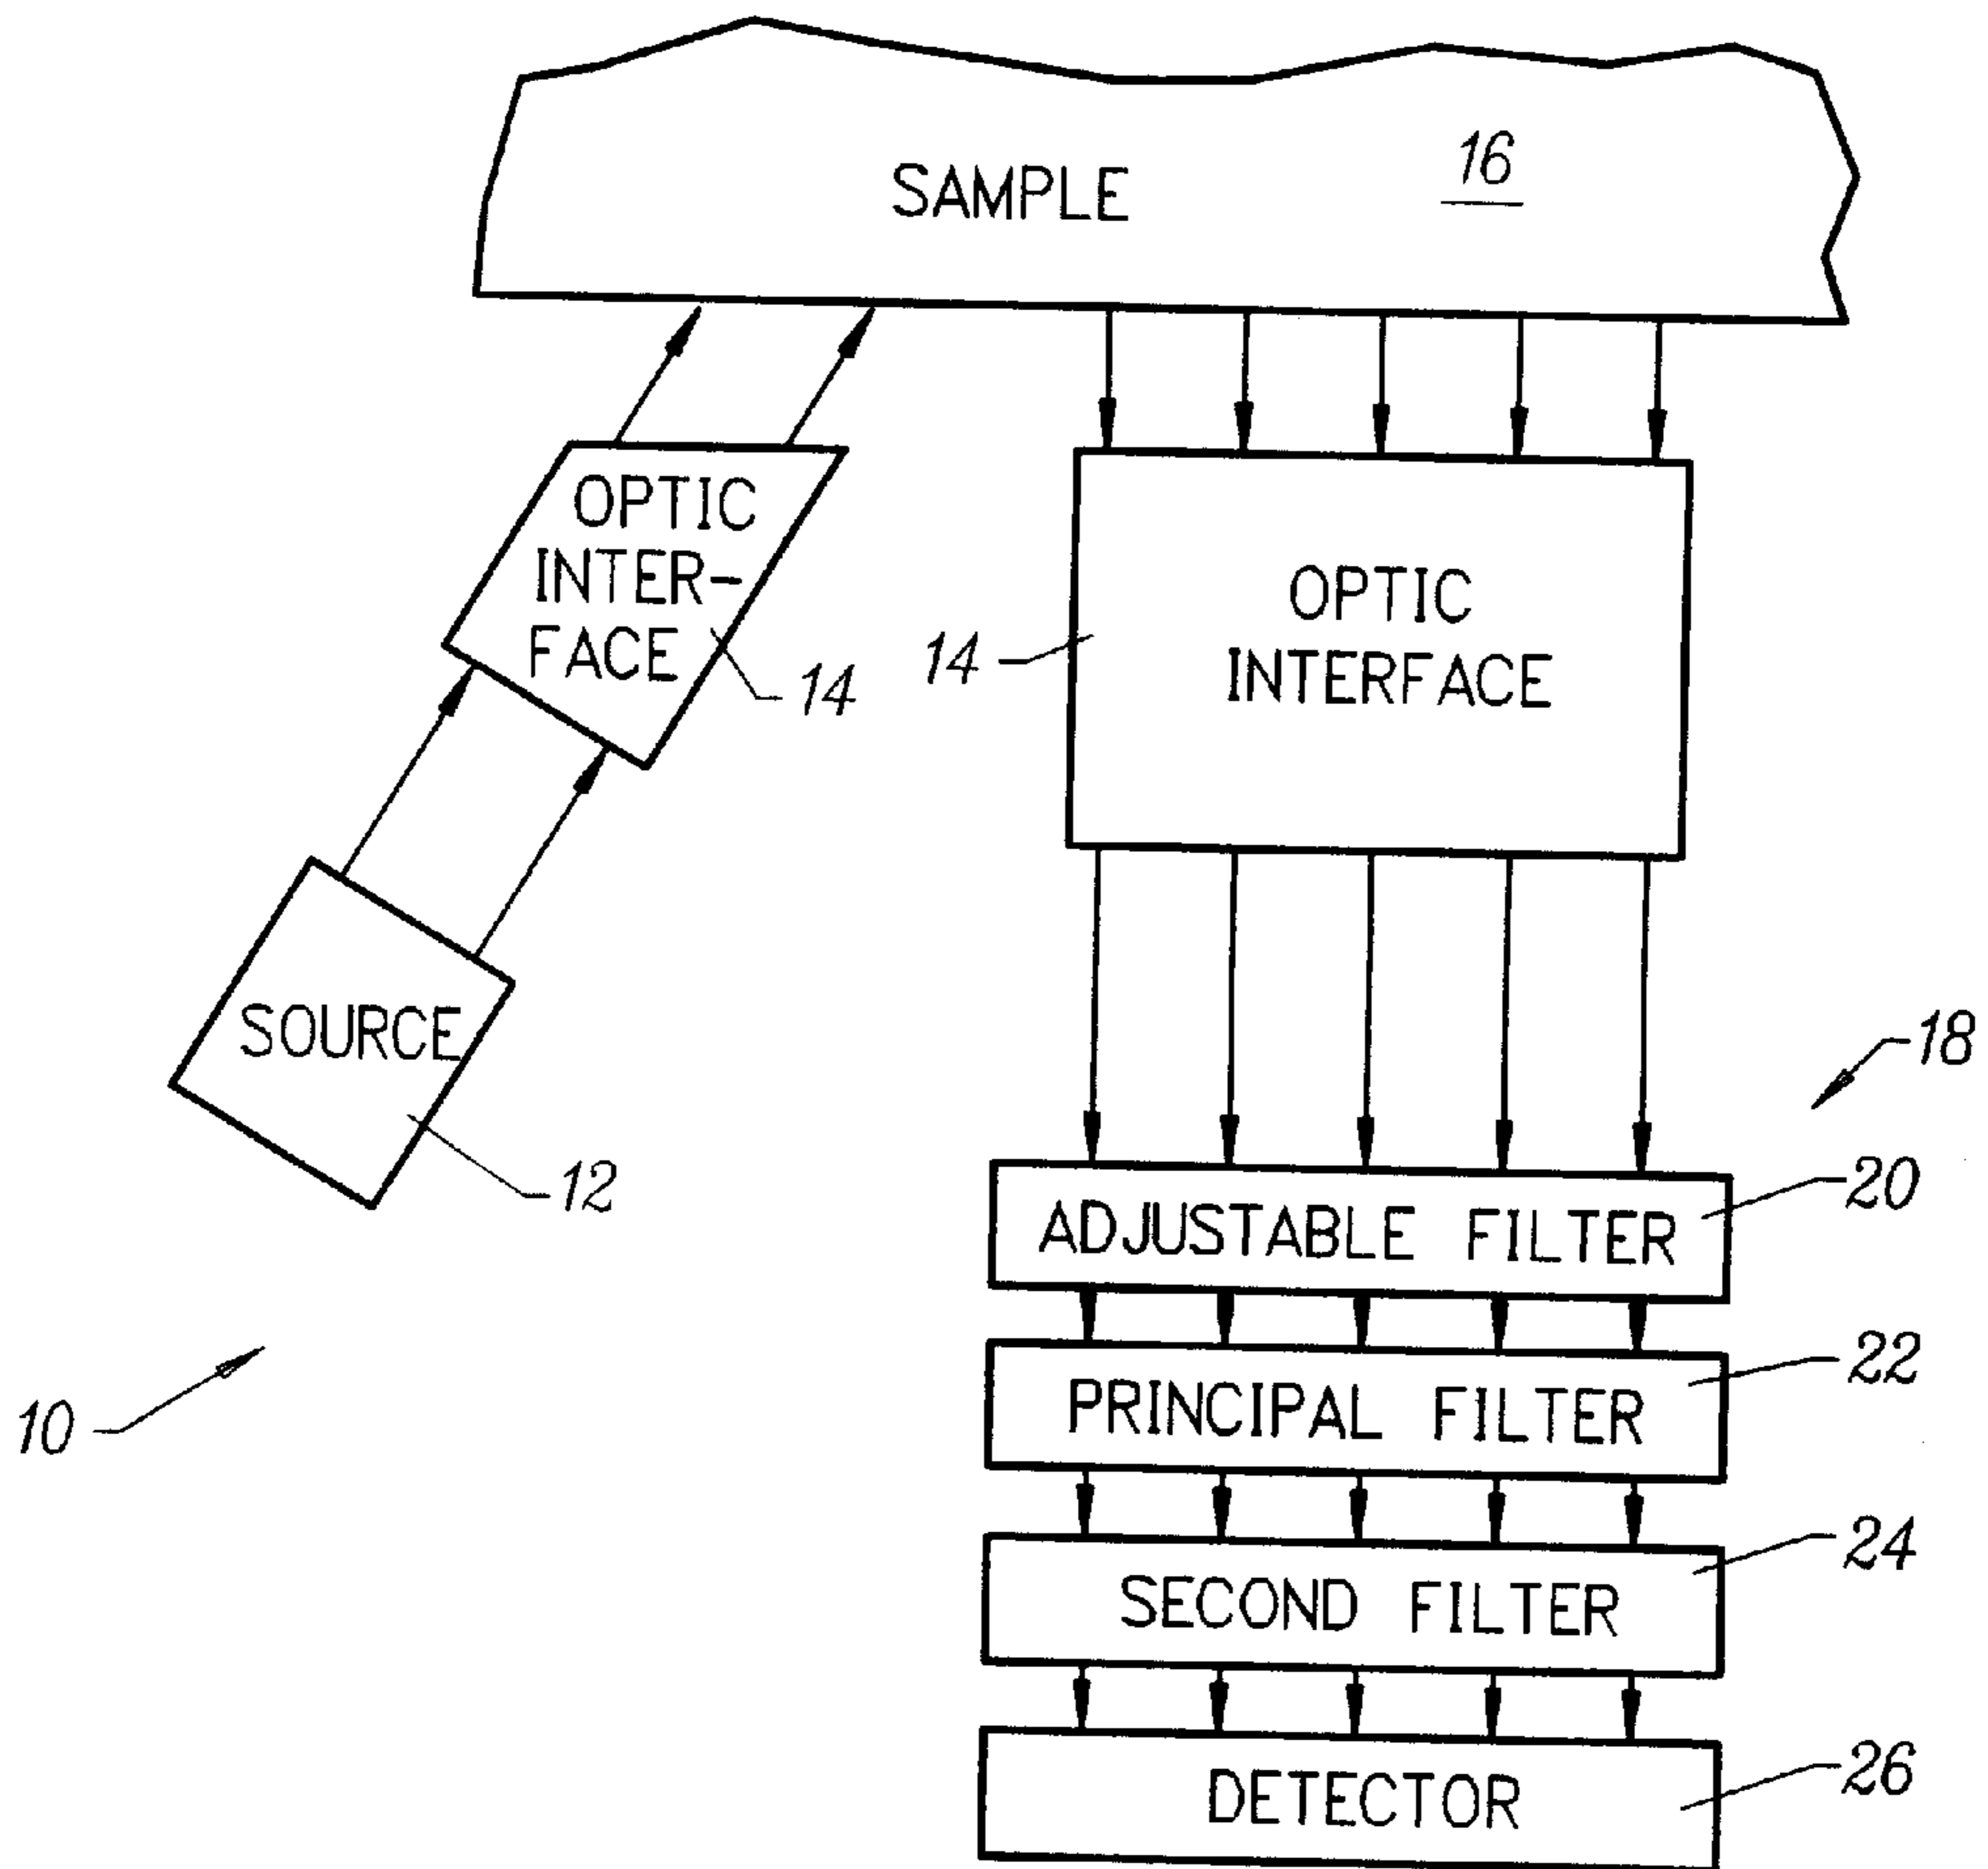 SAMPLE
16
OPTIC
INTER-
FACE
14
14
OPTIC
INTERFACE
SOURCE
12
10
18
ADJUSTABLE FILTER
20
PRINCIPAL FILTER
22
SECOND FILTER
24
DETECTOR
26